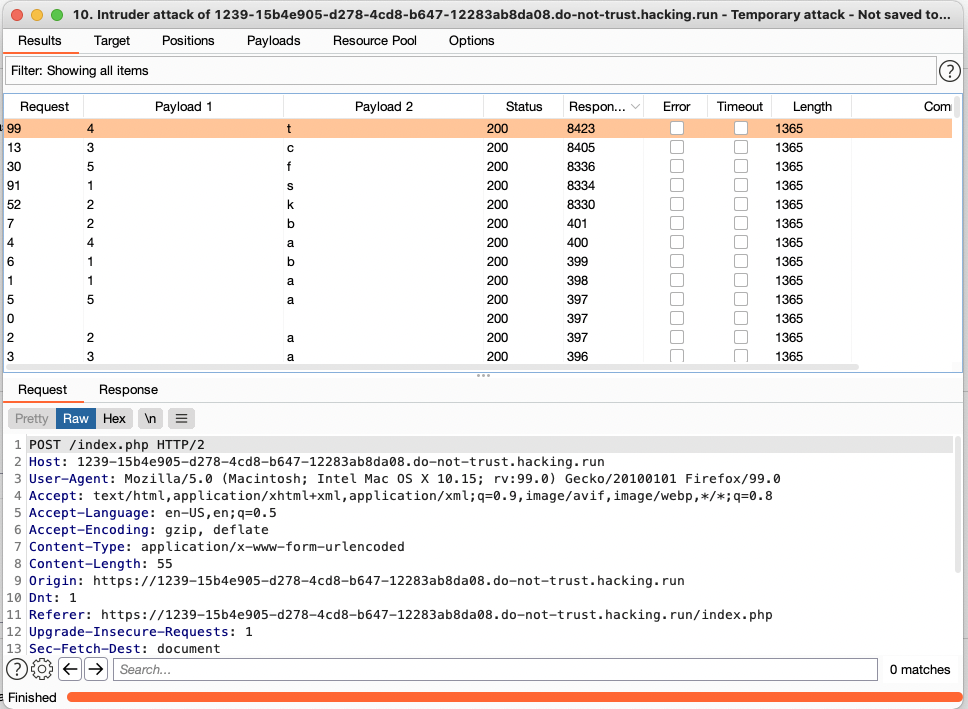 10. Intruder attack of 1239-15b4e905-d278-4cd8-b647-12283ab8da08.do-not-trust.hacking.run - Temporary attack - Not saved to...
Results Target Positions Payloads Resource Pool Options
Filter: Showing all items ?
Request Payload 1 Payload 2 Status Respon... Error Timeout Length Com
99 4 t 200 8423 1365
13 3 c 200 8405 1365
30 5 f 200 8336 1365
91 1 s 200 8334 1365
52 2 k 200 8330 1365
7 2 b 200 401 1365
4 4 a 200 400 1365
6 1 b 200 399 1365
1 1 a 200 398 1365
5 5 a 200 397 1365
0 200 397 1365
2 2 a 200 397 1365
3 3 a 200 396 1365
Request Response
Pretty Raw Hex \n
1 POST /index.php HTTP/2
2 Host: 1239-15b4e905-d278-4cd8-b647-12283ab8da08.do-not-trust.hacking.run
3 User-Agent: Mozilla/5.0 (Macintosh; Intel Mac OS X 10.15; rv:99.0) Gecko/20100101 Firefox/99.0
4 Accept: text/html,application/xhtml+xml,application/xml;q=0.9,image/avif,image/webp,*/*;q=0.8
5 Accept-Language: en-US,en;q=0.5
6 Accept-Encoding: gzip, deflate
7 Content-Type: application/x-www-form-urlencoded
8 Content-Length: 55
9 Origin: https://1239-15b4e905-d278-4cd8-b647-12283ab8da08.do-not-trust.hacking.run
10 Dnt: 1
11 Referer: https://1239-15b4e905-d278-4cd8-b647-12283ab8da08.do-not-trust.hacking.run/index.php
12 Upgrade-Insecure-Requests: 1
13 Sec-Fetch-Dest: document
? Search... 0 matches
Finished